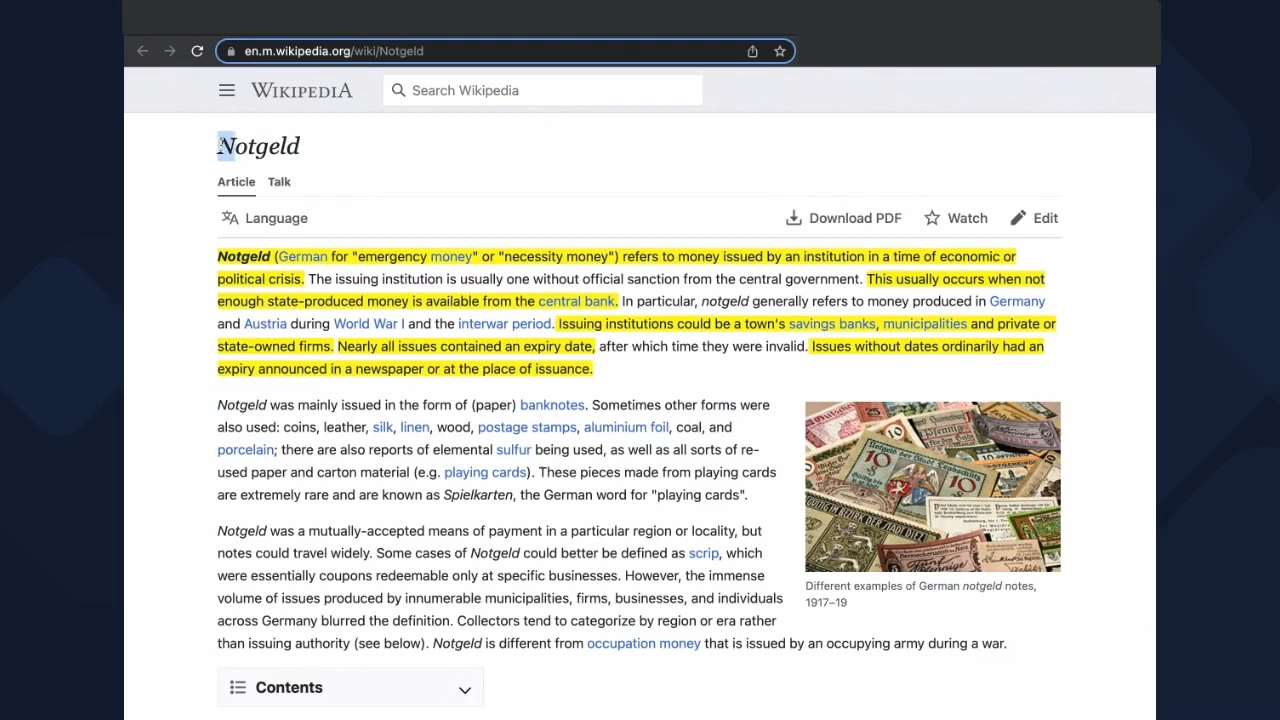 en.m.wikipedia.org/wiki/Notgeld
WIKIPEDIA
Search Wikipedia
Notgeld
Article Talk
Language
Download PDF Watch Edit
Notgeld (German for "emergency money" or "necessity money") refers to money issued by an institution in a time of economic or
political crisis. The issuing institution is usually one without official sanction from the central government. This usually occurs when not
enough state-produced money is available from the central bank. In particular, notgeld generally refers to money produced in Germany
and Austria during World War I and the interwar period. Issuing institutions could be a town's savings banks, municipalities and private or
state-owned firms. Nearly all issues contained an expiry date, after which time they were invalid. Issues without dates ordinarily had an
expiry announced in a newspaper or at the place of issuance.
Notgeld was mainly issued in the form of (paper) banknotes. Sometimes other forms were
also used: coins, leather, silk, linen, wood, postage stamps, aluminium foil, coal, and
porcelain; there are also reports of elemental sulfur being used, as well as all sorts of re-
used paper and carton material (e.g. playing cards). These pieces made from playing cards
are extremely rare and are known as Spielkarten, the German word for "playing cards".
Notgeld was a mutually-accepted means of payment in a particular region or locality, but
notes could travel widely. Some cases of Notgeld could better be defined as scrip, which
were essentially coupons redeemable only at specific businesses. However, the immense
volume of issues produced by innumerable municipalities, firms, businesses, and individuals
across Germany blurred the definition. Collectors tend to categorize by region or era rather
than issuing authority (see below). Notgeld is different from occupation money that is issued by an occupying army during a war.
10
10
Different examples of German notgeld notes,
1917–19
Contents